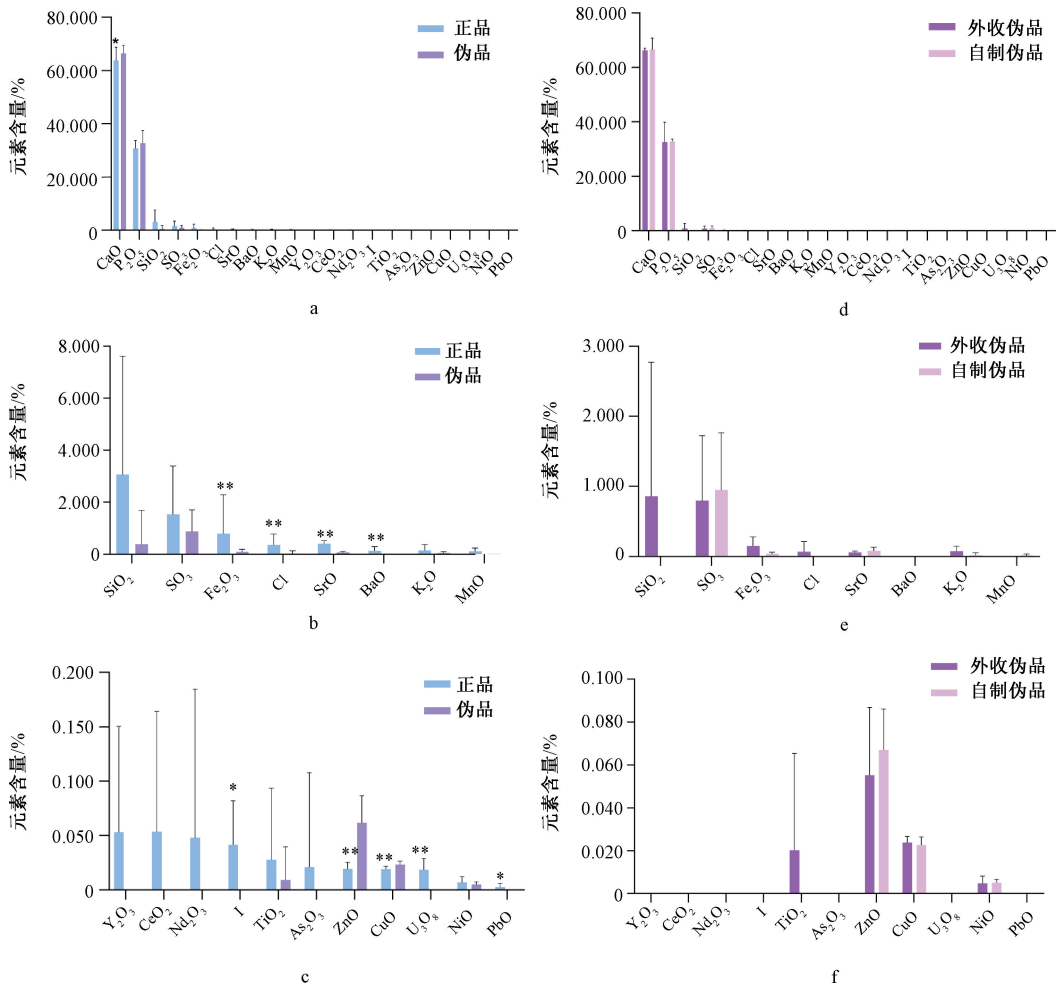 80.000
60.000
40.000
20.000
0
元素含量/%
*
正品
伪品
CaO
P₂O₅
SiO₂
SO₃
Fe₂O₃
Cl
SrO
BaO
K₂O
MnO
Y₂O₃
CeO₂
Nd₂O₃
I
TiO₂
As₂O₃
ZnO
CuO
U₃O₈
NiO
PbO
a
80.000
60.000
40.000
20.000
0
元素含量/%
外收伪品
自制伪品
CaO
P₂O₅
SiO₂
SO₃
Fe₂O₃
Cl
SrO
BaO
K₂O
MnO
Y₂O₃
CeO₂
Nd₂O₃
I
TiO₂
As₂O₃
ZnO
CuO
U₃O₈
NiO
PbO
d
8.000
6.000
4.000
2.000
0
元素含量/%
正品
伪品
**
**
**
**
SiO₂
SO₃
Fe₂O₃
Cl
SrO
BaO
K₂O
MnO
b
3.000
2.000
1.000
0
元素含量/%
外收伪品
自制伪品
SiO₂
SO₃
Fe₂O₃
Cl
SrO
BaO
K₂O
MnO
e
0.200
0.150
0.100
0.050
0
元素含量/%
正品
伪品
*
**
**
**
*
Y₂O₃
CeO₂
Nd₂O₃
I
TiO₂
As₂O₃
ZnO
CuO
U₃O₈
NiO
PbO
c
0.100
0.080
0.060
0.040
0.020
0
元素含量/%
外收伪品
自制伪品
Y₂O₃
CeO₂
Nd₂O₃
I
TiO₂
As₂O₃
ZnO
CuO
U₃O₈
NiO
PbO
f